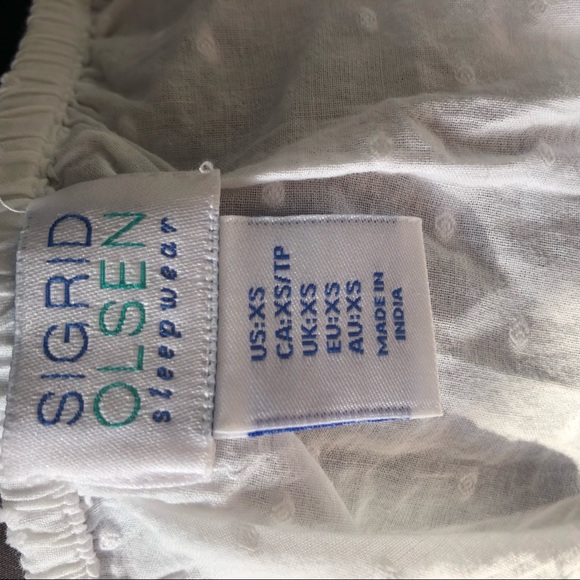 SIGRID
OLSEN
sleepwear
US:XS
CA:XS/TP
UK:XS
EU:XS
AU:XS
MADE IN
INDIA